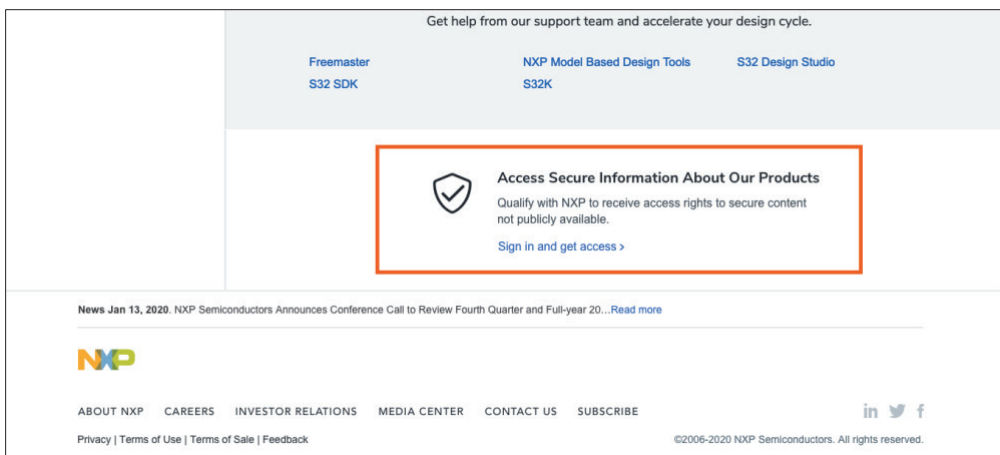 Get help from our support team and accelerate your design cycle.
Freemaster NXP Model Based Design Tools S32 Design Studio
S32 SDK S32K
Access Secure Information About Our Products
Qualify with NXP to receive access rights to secure content
not publicly available.
Sign in and get access >
News Jan 13, 2020. NXP Semiconductors Announces Conference Call to Review Fourth Quarter and Full-year 20...Read more
NXP
ABOUT NXP CAREERS INVESTOR RELATIONS MEDIA CENTER CONTACT US SUBSCRIBE in f
Privacy | Terms of Use | Terms of Sale | Feedback ©2006-2020 NXP Semiconductors. All rights reserved.